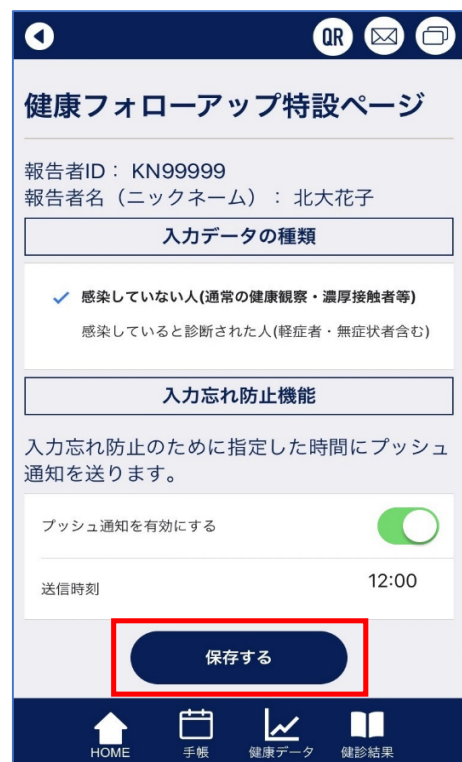 QR
健康フォローアップ特設ページ
報告者ID： KN99999
報告者名（ニックネーム）： 北大花子
入力データの種類
感染していない人(通常の健康観察・濃厚接触者等)
感染していると診断された人(軽症者・無症状者含む)
入力忘れ防止機能
入力忘れ防止のために指定した時間にプッシュ
通知を送ります。
プッシュ通知を有効にする
送信時刻 12:00
保存する
HOME 手帳 健康データ 健診結果